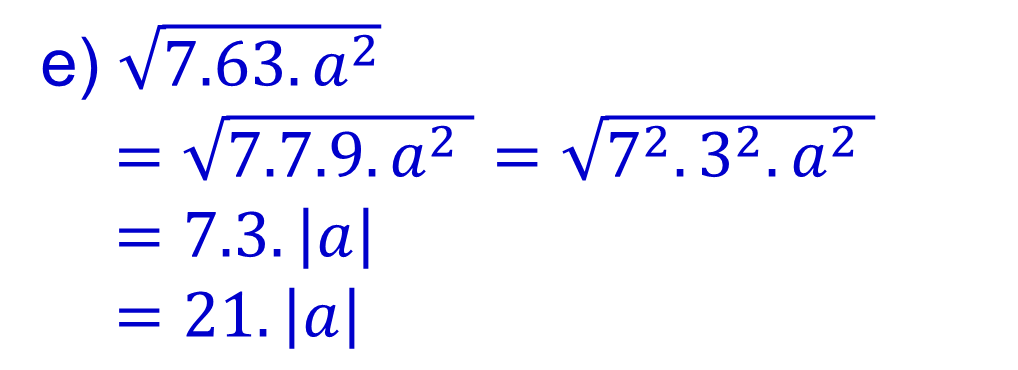 e) √(7.63.a²)
= √(7.7.9.a²) = √(7².3².a²)
= 7.3.|a|
= 21.|a|